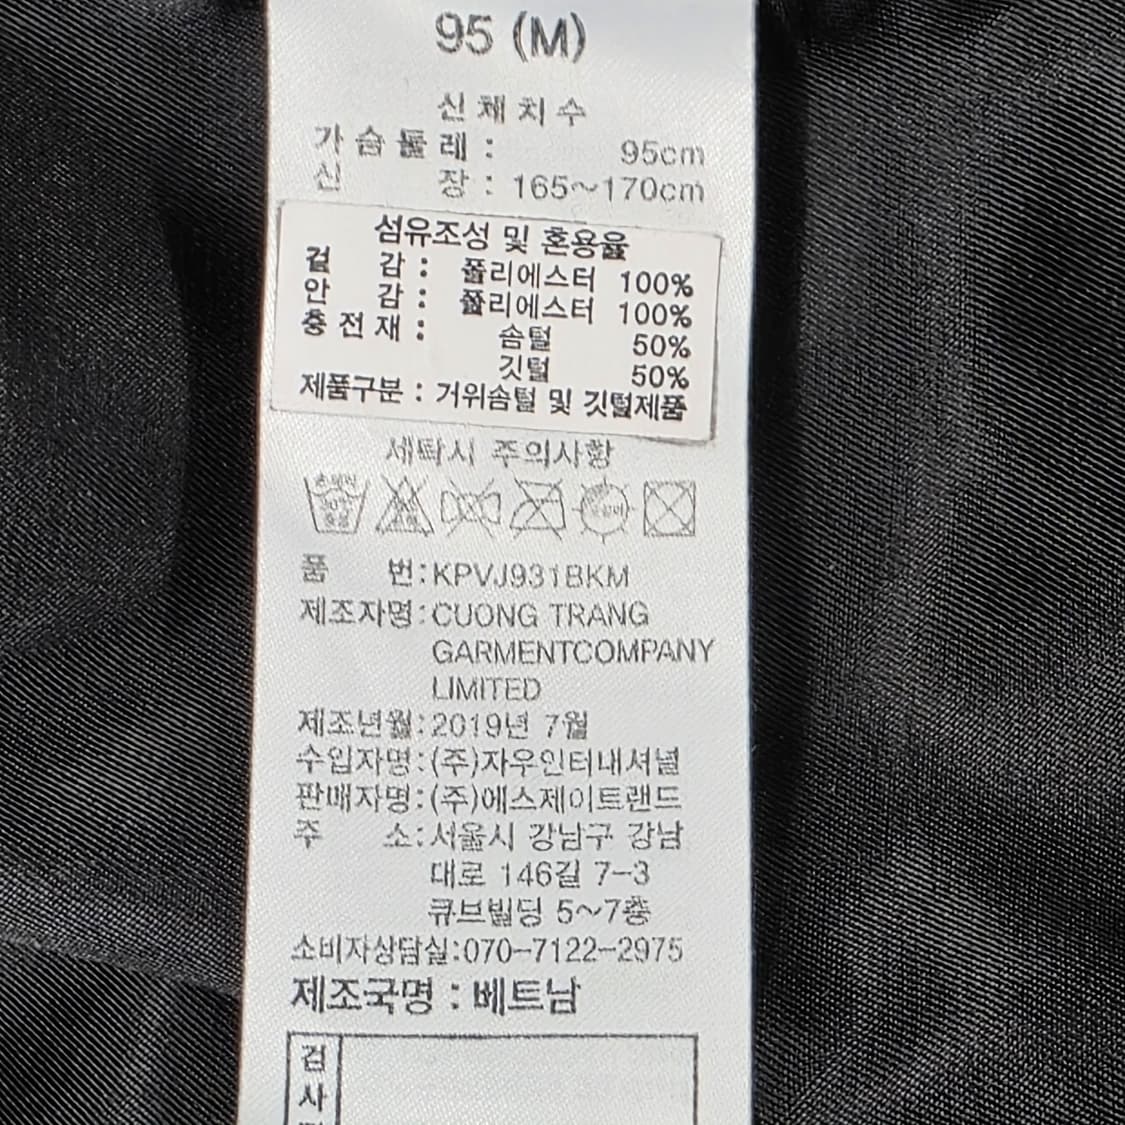 95 (M)
신체치수
가슴둘레 : 95cm
신 장 : 165~170cm
섬유조성 및 혼용율
겉 감 : 폴리에스터 100%
안 감 : 폴리에스터 100%
충전재 : 솜털 50%
깃털 50%
제품구분 : 거위솜털 및 깃털제품
세탁시 주의사항
품 번:KPVJ931BKM
제조자명:CUONG TRANG
GARMENTCOMPANY
LIMITED
제조년월:2019년 7월
수입자명:(주)자우인터내셔널
판매자명:(주)에스제이트랜드
주 소:서울시 강남구 강남
대로 146길 7-3
큐브빌딩 5~7층
소비자상담실:070-7122-2975
제조국명 : 베트남
검
사